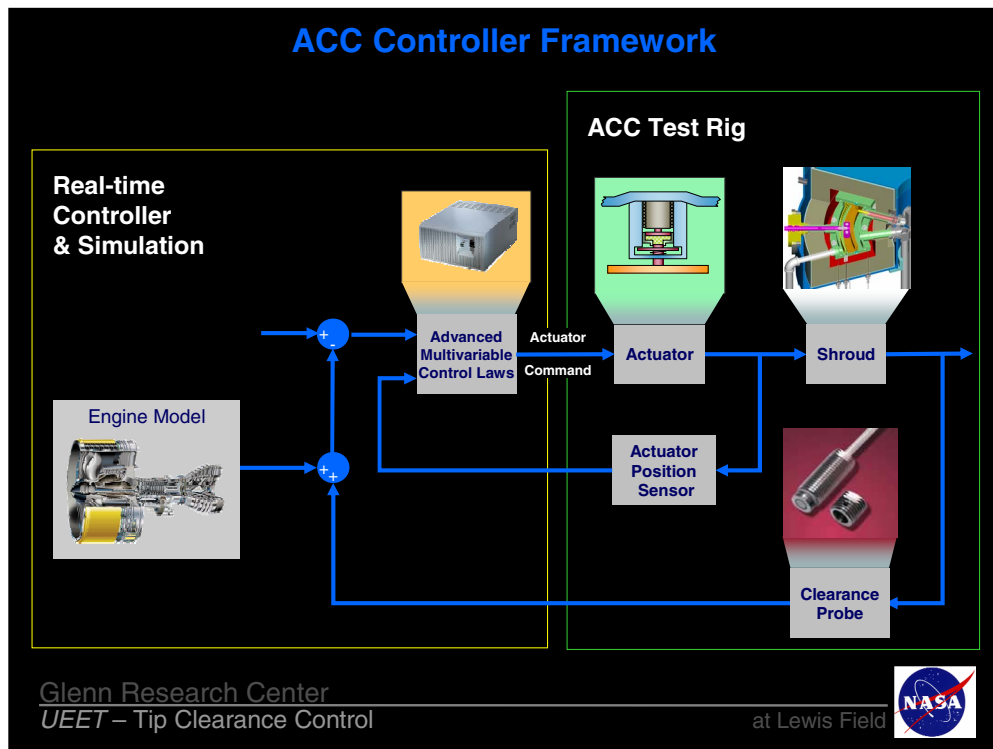 ACC Controller Framework
ACC Test Rig
Real-time
Controller
& Simulation
+
-
Advanced
Multivariable
Control Laws
Actuator
Command
Actuator
Shroud
Engine Model
+
+
Actuator
Position
Sensor
Clearance
Probe
Glenn Research Center
UEET – Tip Clearance Control
at Lewis Field
NASA